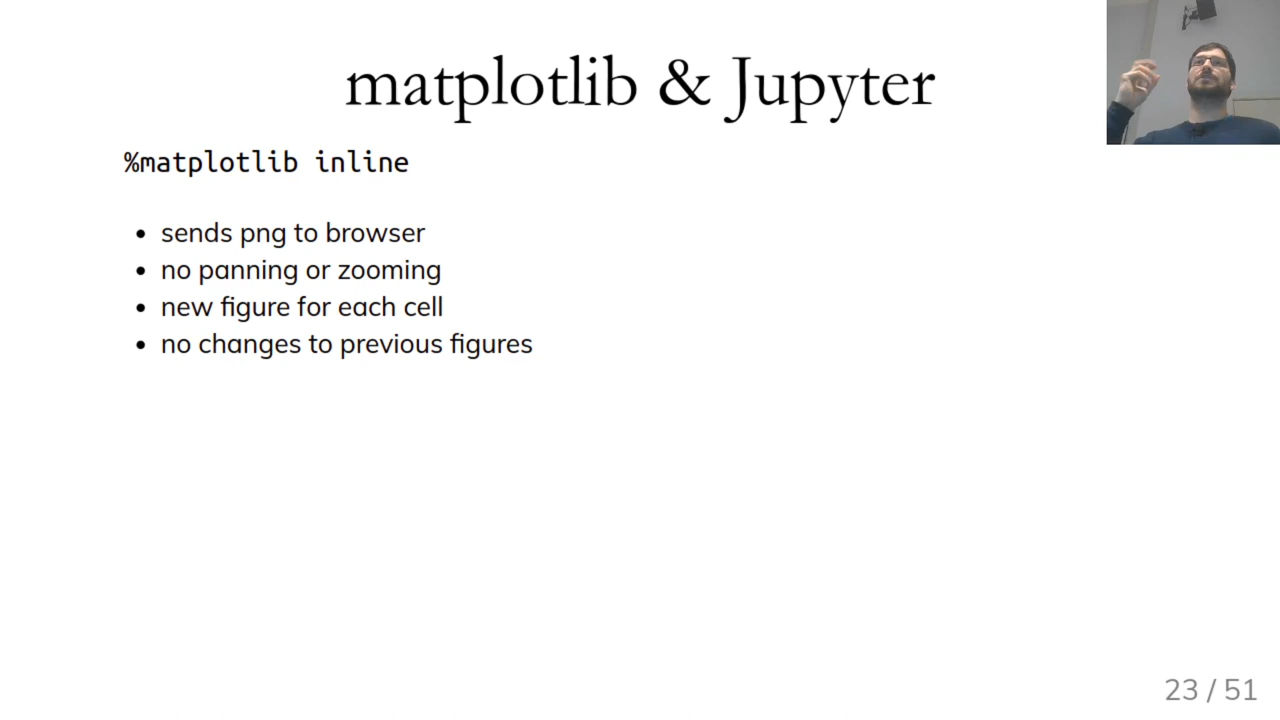 matplotlib & Jupyter
%matplotlib inline
• sends png to browser
• no panning or zooming
• new figure for each cell
• no changes to previous figures
23 / 51